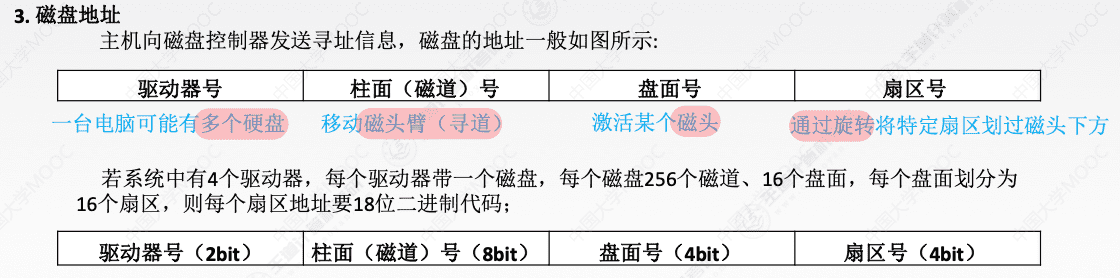 3. 磁盘地址
主机向磁盘控制器发送寻址信息，磁盘的地址一般如图所示:
驱动器号 柱面（磁道）号 盘面号 扇区号
一台电脑可能有多个硬盘 移动磁头臂（寻道） 激活某个磁头 通过旋转将特定扇区划过磁头下方
若系统中有4个驱动器，每个驱动器带一个磁盘，每个磁盘256个磁道、16个盘面，每个盘面划分为
16个扇区，则每个扇区地址要18位二进制代码；
驱动器号（2bit） 柱面（磁道）号（8bit） 盘面号（4bit） 扇区号（4bit）